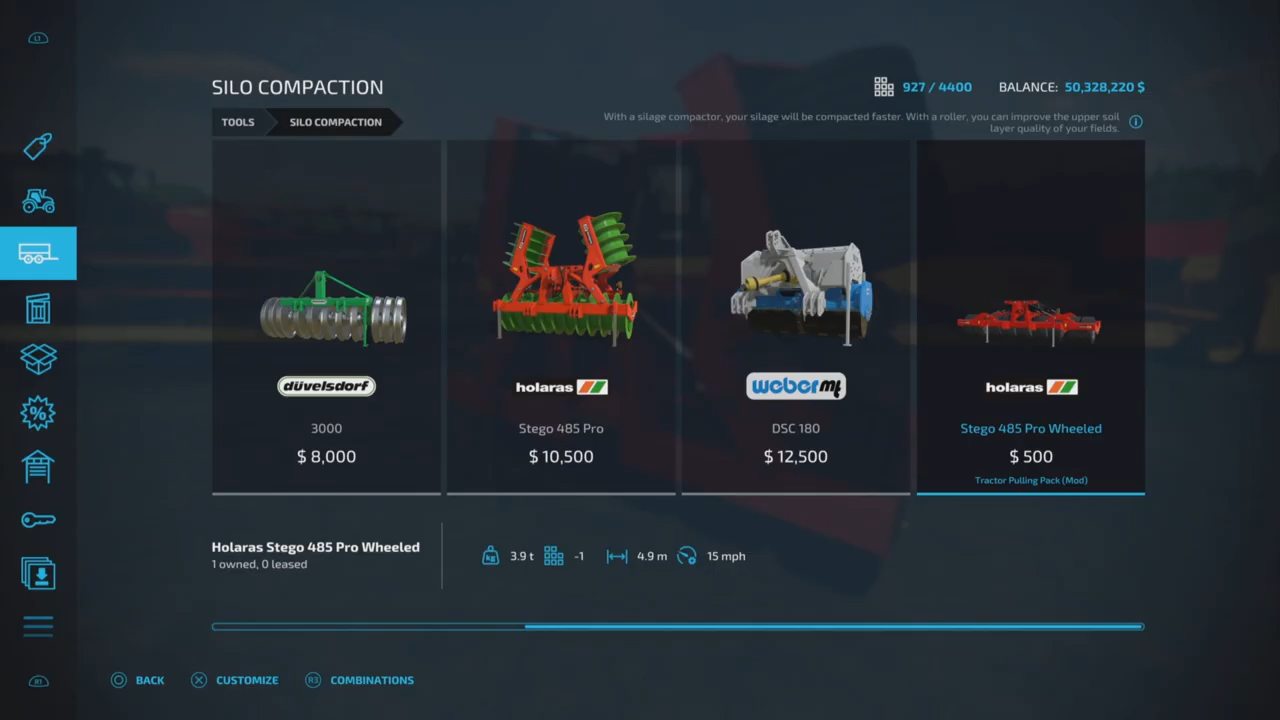 L1
SILO COMPACTION
927 / 4400
BALANCE: 50,328,220 $
TOOLS
SILO COMPACTION
With a silage compactor, your silage will be compacted faster. With a roller, you can improve the upper soil
layer quality of your fields.
düvelsdorf
holaras
weber mt
holaras
3000
Stego 485 Pro
DSC 180
Stego 485 Pro Wheeled
$ 8,000
$ 10,500
$ 12,500
$ 500
Tractor Pulling Pack (Mod)
Holaras Stego 485 Pro Wheeled
1 owned, 0 leased
kg
3.9 t
-1
4.9 m
15 mph
R1
BACK
CUSTOMIZE
R3
COMBINATIONS